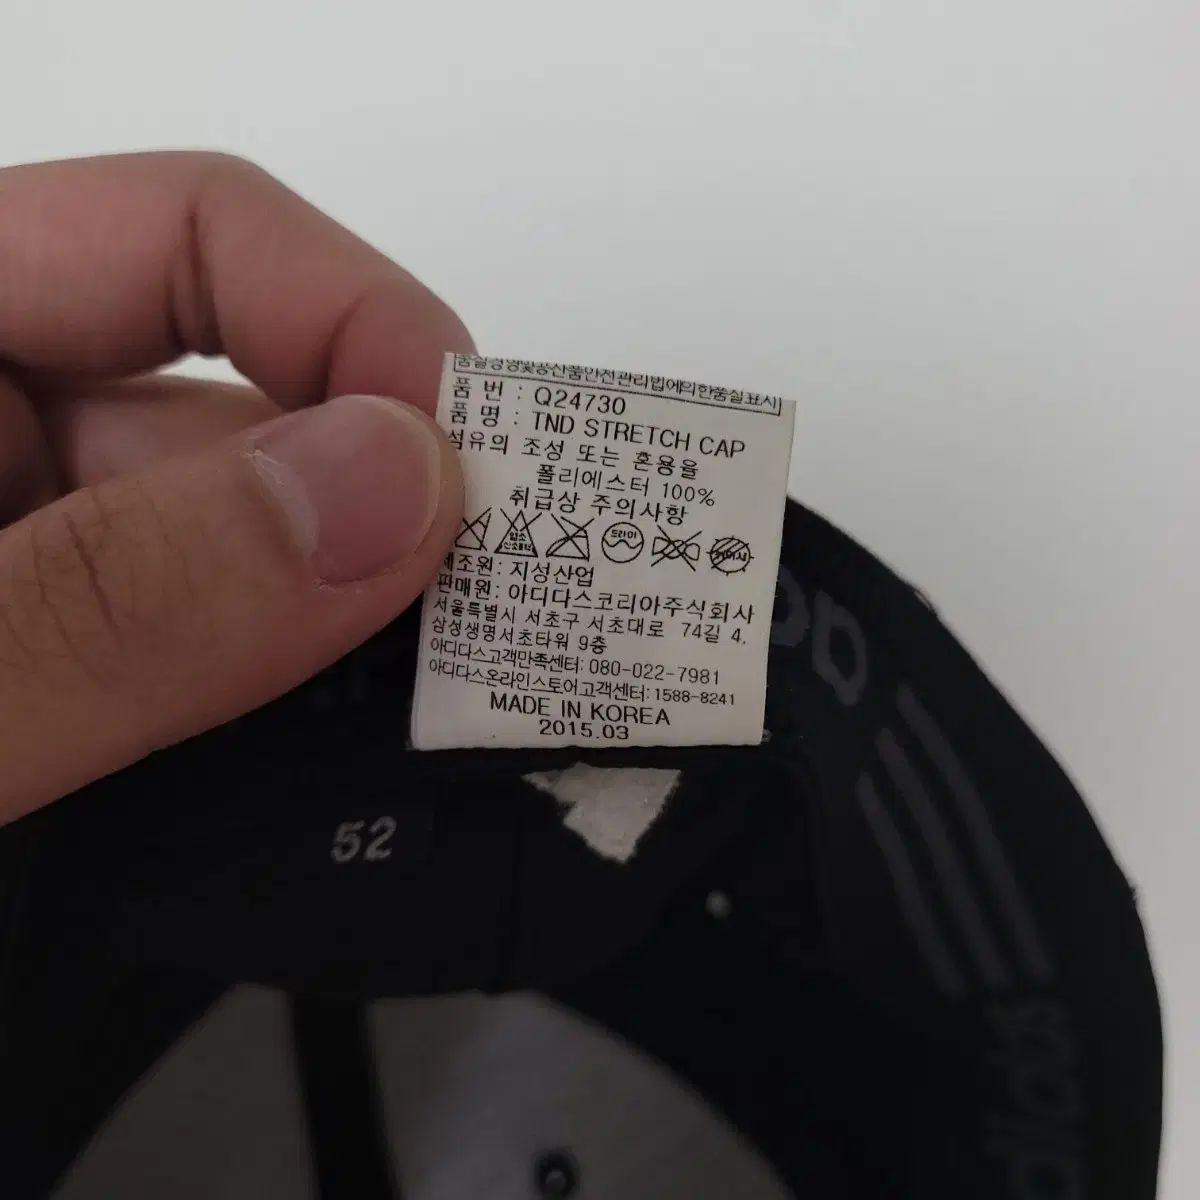 품질경영및공산품안전관리법에의한품질표시
품 번 : Q24730
품 명 : TND STRETCH CAP
섬유의 조성 또는 혼용율
폴리에스터 100%
취급상 주의사항
염소
산소표백
드라이
제조원: 지성산업
판매원: 아디다스코리아주식회사
서울특별시 서초구 서초대로 74길 4,
삼성생명서초타워 9층
아디다스고객만족센터: 080-022-7981
아디다스온라인스토어고객센터: 1588-8241
MADE IN KOREA
2015.03
52
adidas